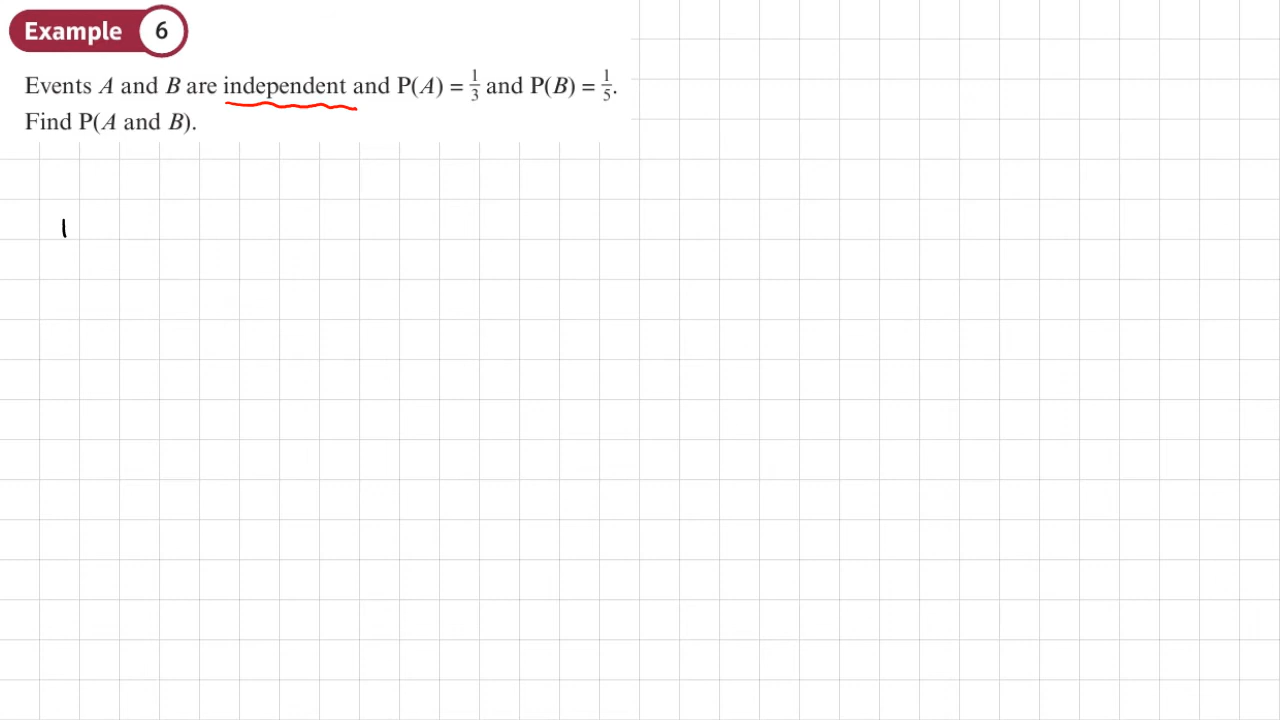 Example 6
Events A and B are independent and P(A) = 1/3 and P(B) = 1/5.
Find P(A and B).